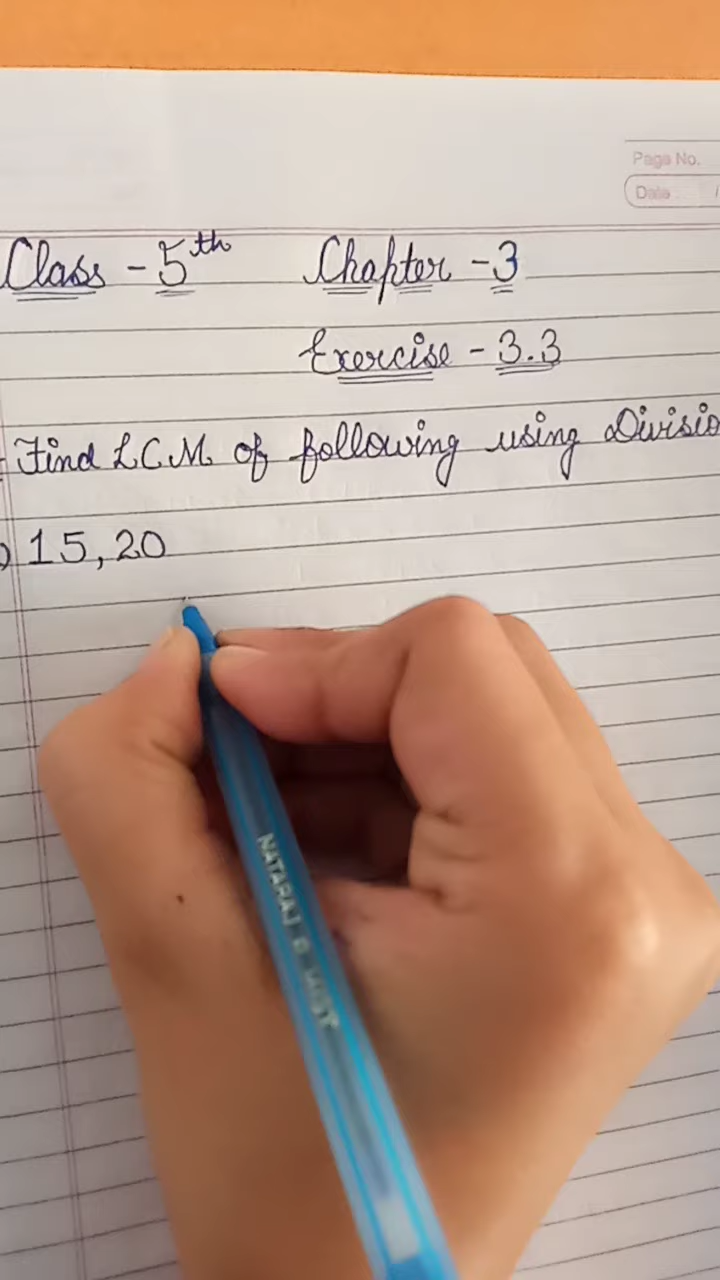 Page No.
Date /
Class - 5th Chapter - 3
Exercise - 3.3
Find L.C.M. of following using Divisio
) 15, 20
NATARAJ